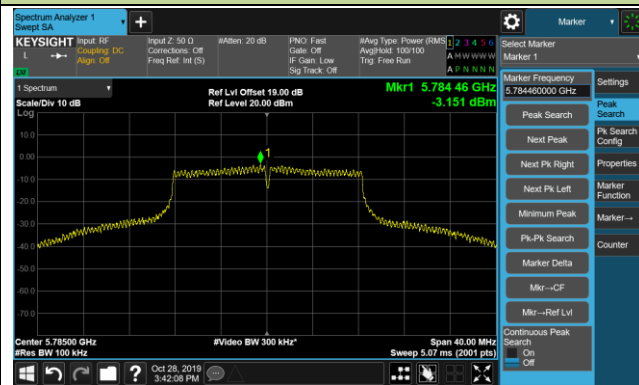 Spectrum Analyzer 1
Swept SA
Marker
KEYSIGHT
L
Input: RF
Coupling: DC
Align: Off
Input Z: 50 Ω
Corrections: Off
Freq Ref: Int (S)
#Atten: 20 dB
PNO: Fast
Gate: Off
IF Gain: Low
Sig Track: Off
#Avg Type: Power (RMS
Avg|Hold: 100/100
Trig: Free Run
1 2 3 4 5 6
A W W W W W
A P N N N N
Select Marker
Marker 1
1 Spectrum
Scale/Div 10 dB
Ref Lvl Offset 19.00 dB
Ref Level 20.00 dBm
Mkr1 5.784 46 GHz
-3.151 dBm
Log
10.0
0.00
-10.0
-20.0
-30.0
-40.0
-50.0
-60.0
-70.0
1
Center 5.78500 GHz
#Res BW 100 kHz
#Video BW 300 kHz*
Span 40.00 MHz
Sweep 5.07 ms (2001 pts)
Marker Frequency
5.784460000 GHz
Peak Search
Next Peak
Next Pk Right
Next Pk Left
Minimum Peak
Pk-Pk Search
Marker Delta
Mkr→CF
Mkr→Ref Lvl
Continuous Peak
Search
On
Off
Settings
Peak
Search
Pk Search
Config
Properties
Marker
Function
Marker→
Counter
?
Oct 28, 2019
3:42:08 PM